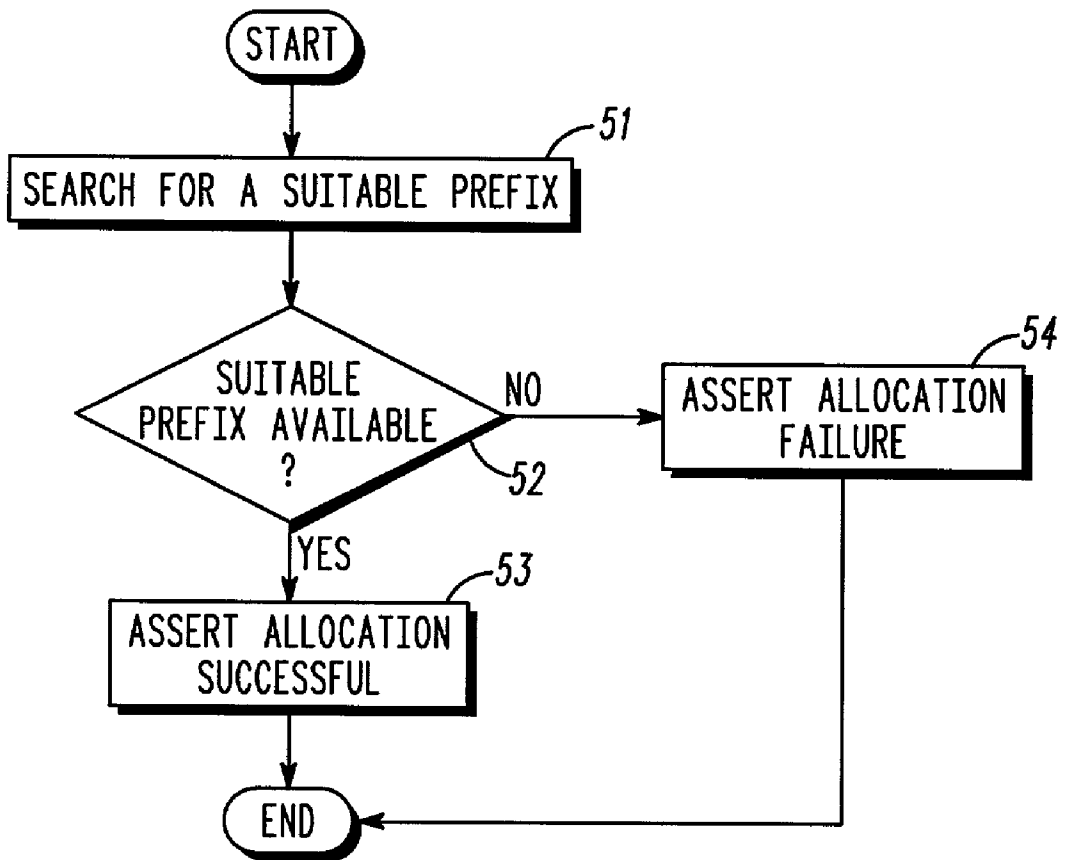 START
51
SEARCH FOR A SUITABLE PREFIX
SUITABLE
PREFIX AVAILABLE
?
52
NO
54
ASSERT ALLOCATION
FAILURE
YES
53
ASSERT ALLOCATION
SUCCESSFUL
END